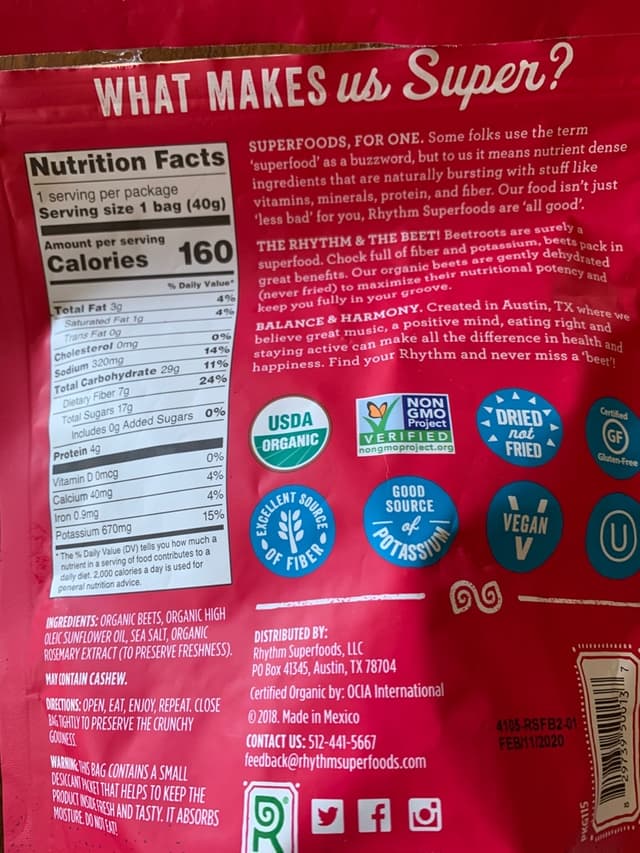 WHAT MAKES us Super?
Nutrition Facts
1 serving per package
Serving size 1 bag (40g)
Amount per serving
Calories 160
% Daily Value*
Total Fat 3g 4%
Saturated Fat 1g 4%
Trans Fat 0g
Cholesterol 0mg 0%
Sodium 320mg 14%
Total Carbohydrate 29g 11%
Dietary Fiber 7g 24%
Total Sugars 17g
Includes 0g Added Sugars 0%
Protein 4g
Vitamin D 0mcg 0%
Calcium 40mg 4%
Iron 0.9mg 4%
Potassium 670mg 15%
* The % Daily Value (DV) tells you how much a
nutrient in a serving of food contributes to a
daily diet. 2,000 calories a day is used for
general nutrition advice.
INGREDIENTS: ORGANIC BEETS, ORGANIC HIGH
OLEIC SUNFLOWER OIL, SEA SALT, ORGANIC
ROSEMARY EXTRACT (TO PRESERVE FRESHNESS).
MAY CONTAIN CASHEW.
DIRECTIONS: OPEN, EAT, ENJOY, REPEAT. CLOSE
BAG TIGHTLY TO PRESERVE THE CRUNCHY
GOODNESS.
WARNING: THIS BAG CONTAINS A SMALL
DESICCANT PACKET THAT HELPS TO KEEP THE
PRODUCT INSIDE FRESH AND TASTY. IT ABSORBS
MOISTURE. DO NOT EAT!
SUPERFOODS, FOR ONE. Some folks use the term
'superfood' as a buzzword, but to us it means nutrient dense
ingredients that are naturally bursting with stuff like
vitamins, minerals, protein, and fiber. Our food isn't just
'less bad' for you, Rhythm Superfoods are 'all good'.
THE RHYTHM & THE BEET! Beetroots are surely a
superfood. Chock full of fiber and potassium, beets pack in
great benefits. Our organic beets are gently dehydrated
(never fried) to maximize their nutritional potency and
keep you fully in your groove.
BALANCE & HARMONY. Created in Austin, TX where we
believe great music, a positive mind, eating right and
staying active can make all the difference in health and
happiness. Find your Rhythm and never miss a 'beet'!
USDA
ORGANIC
NON
GMO
Project
VERIFIED
nongmoproject.org
DRIED
not
FRIED
Certified
GF
Gluten-Free
EXCELLENT SOURCE
OF FIBER
GOOD
SOURCE
of
POTASSIUM
VEGAN
U
DISTRIBUTED BY:
Rhythm Superfoods, LLC
PO Box 41345, Austin, TX 78704
Certified Organic by: OCIA International
© 2018. Made in Mexico
CONTACT US: 512-441-5667
feedback@rhythmsuperfoods.com
R
4105-RSFB2-01
FEB/11/2020
PKG115
8 29739 50013 7